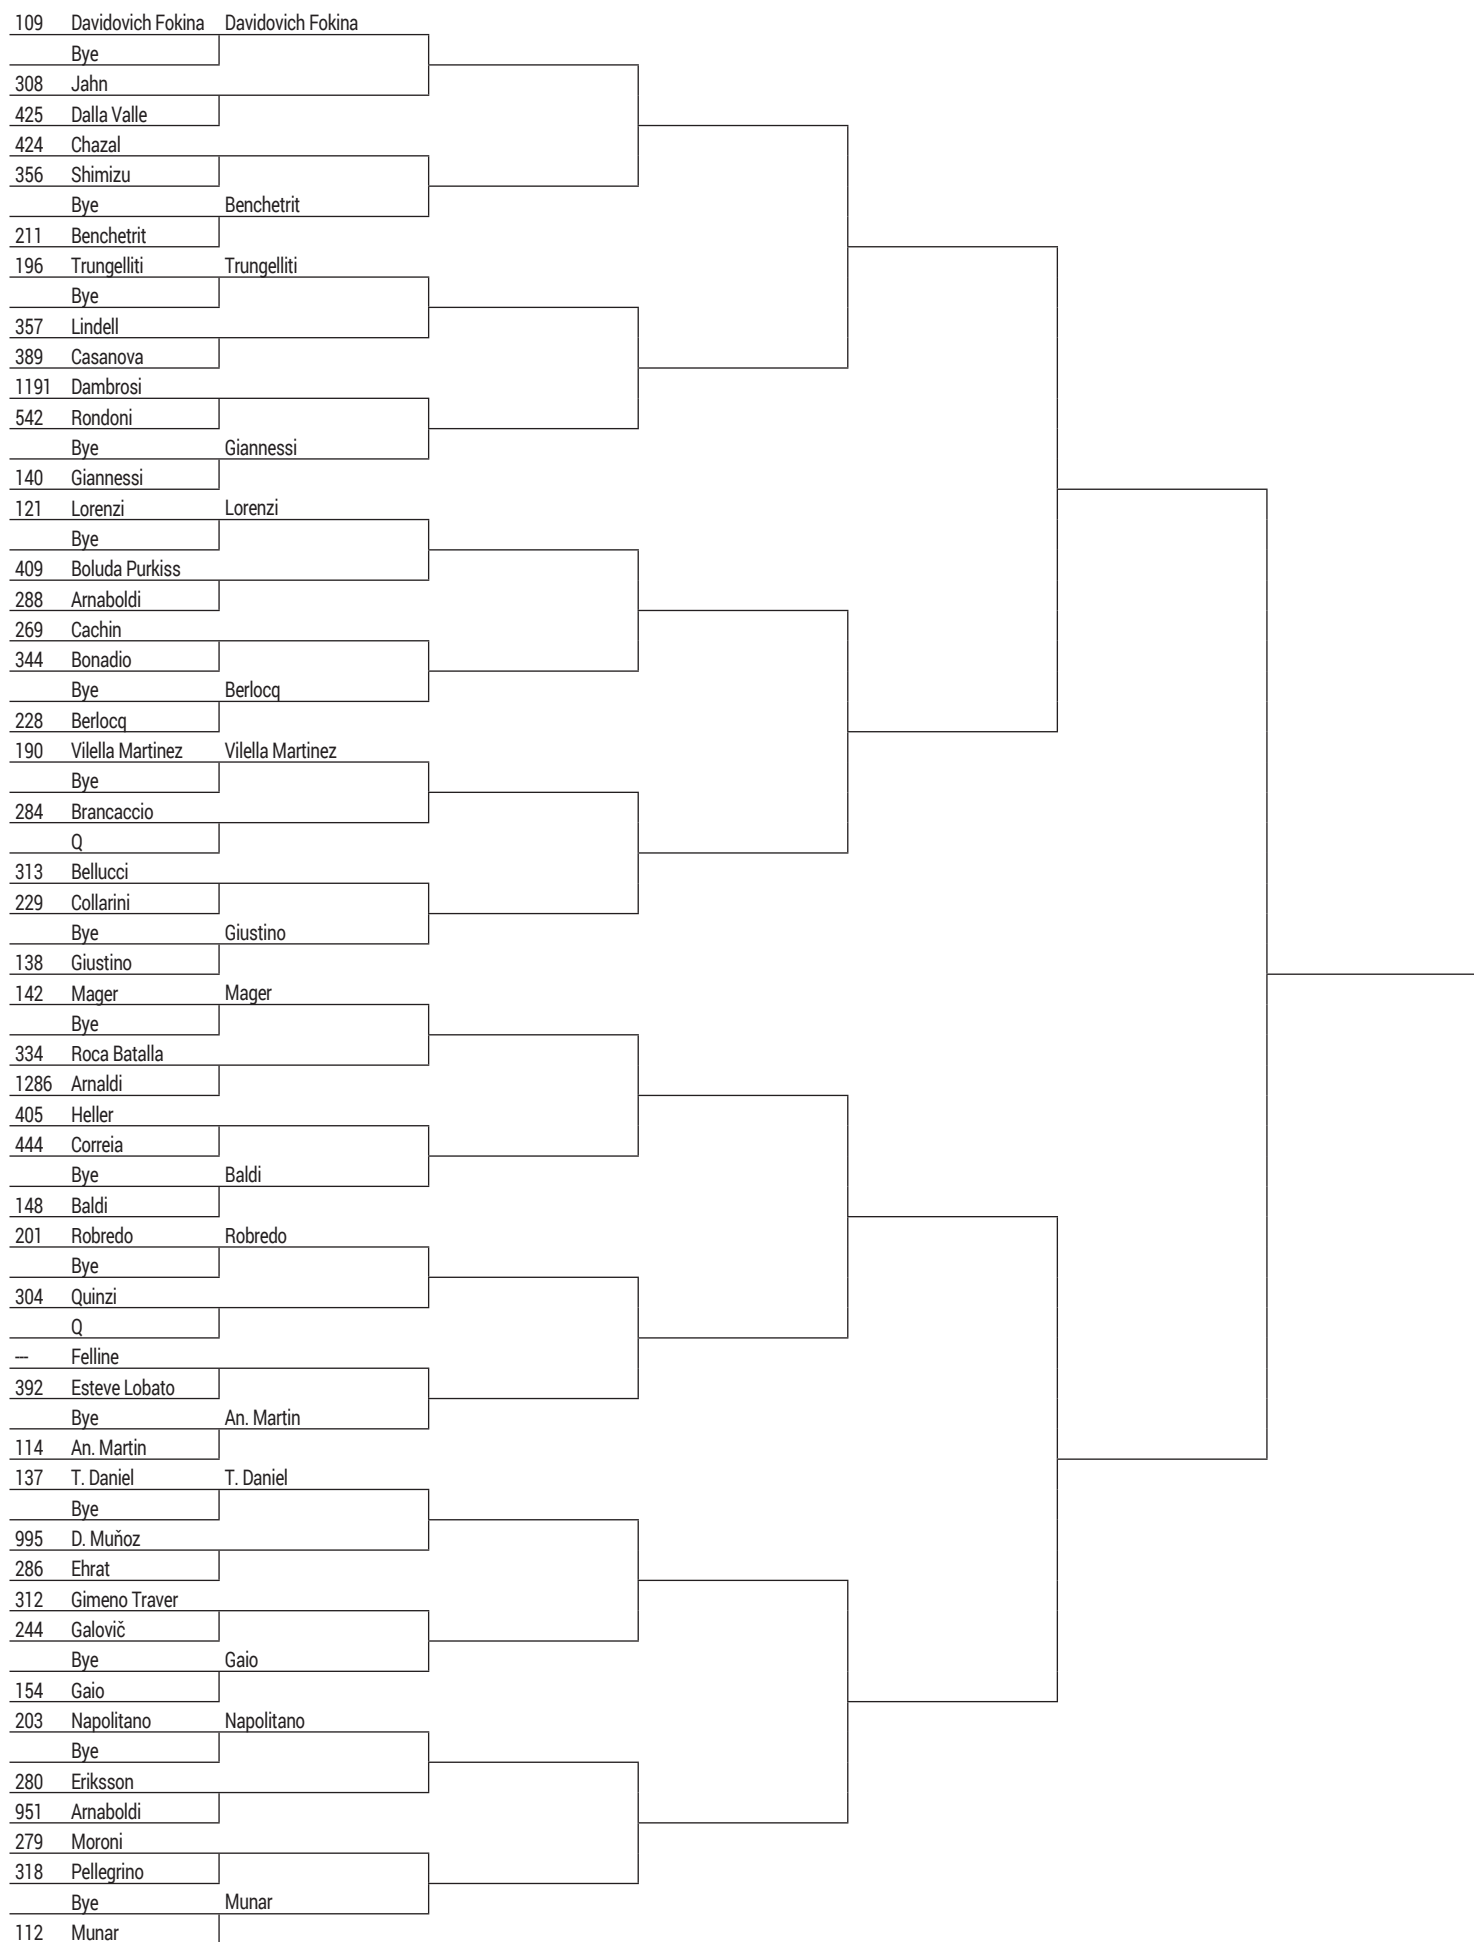 109 Davidovich Fokina Davidovich Fokina
Bye
308 Jahn
425 Dalla Valle
424 Chazal
356 Shimizu
Bye Benchetrit
211 Benchetrit
196 Trungelliti Trungelliti
Bye
357 Lindell
389 Casanova
1191 Dambrosi
542 Rondoni
Bye Giannessi
140 Giannessi
121 Lorenzi Lorenzi
Bye
409 Boluda Purkiss
288 Arnaboldi
269 Cachin
344 Bonadio
Bye Berlocq
228 Berlocq
190 Vilella Martinez Vilella Martinez
Bye
284 Brancaccio
Q
313 Bellucci
229 Collarini
Bye Giustino
138 Giustino
142 Mager Mager
Bye
334 Roca Batalla
1286 Arnaldi
405 Heller
444 Correia
Bye Baldi
148 Baldi
201 Robredo Robredo
Bye
304 Quinzi
Q
--- Felline
392 Esteve Lobato
Bye An. Martin
114 An. Martin
137 T. Daniel T. Daniel
Bye
995 D. Muňoz
286 Ehrat
312 Gimeno Traver
244 Galovič
Bye Gaio
154 Gaio
203 Napolitano Napolitano
Bye
280 Eriksson
951 Arnaboldi
279 Moroni
318 Pellegrino
Bye Munar
112 Munar